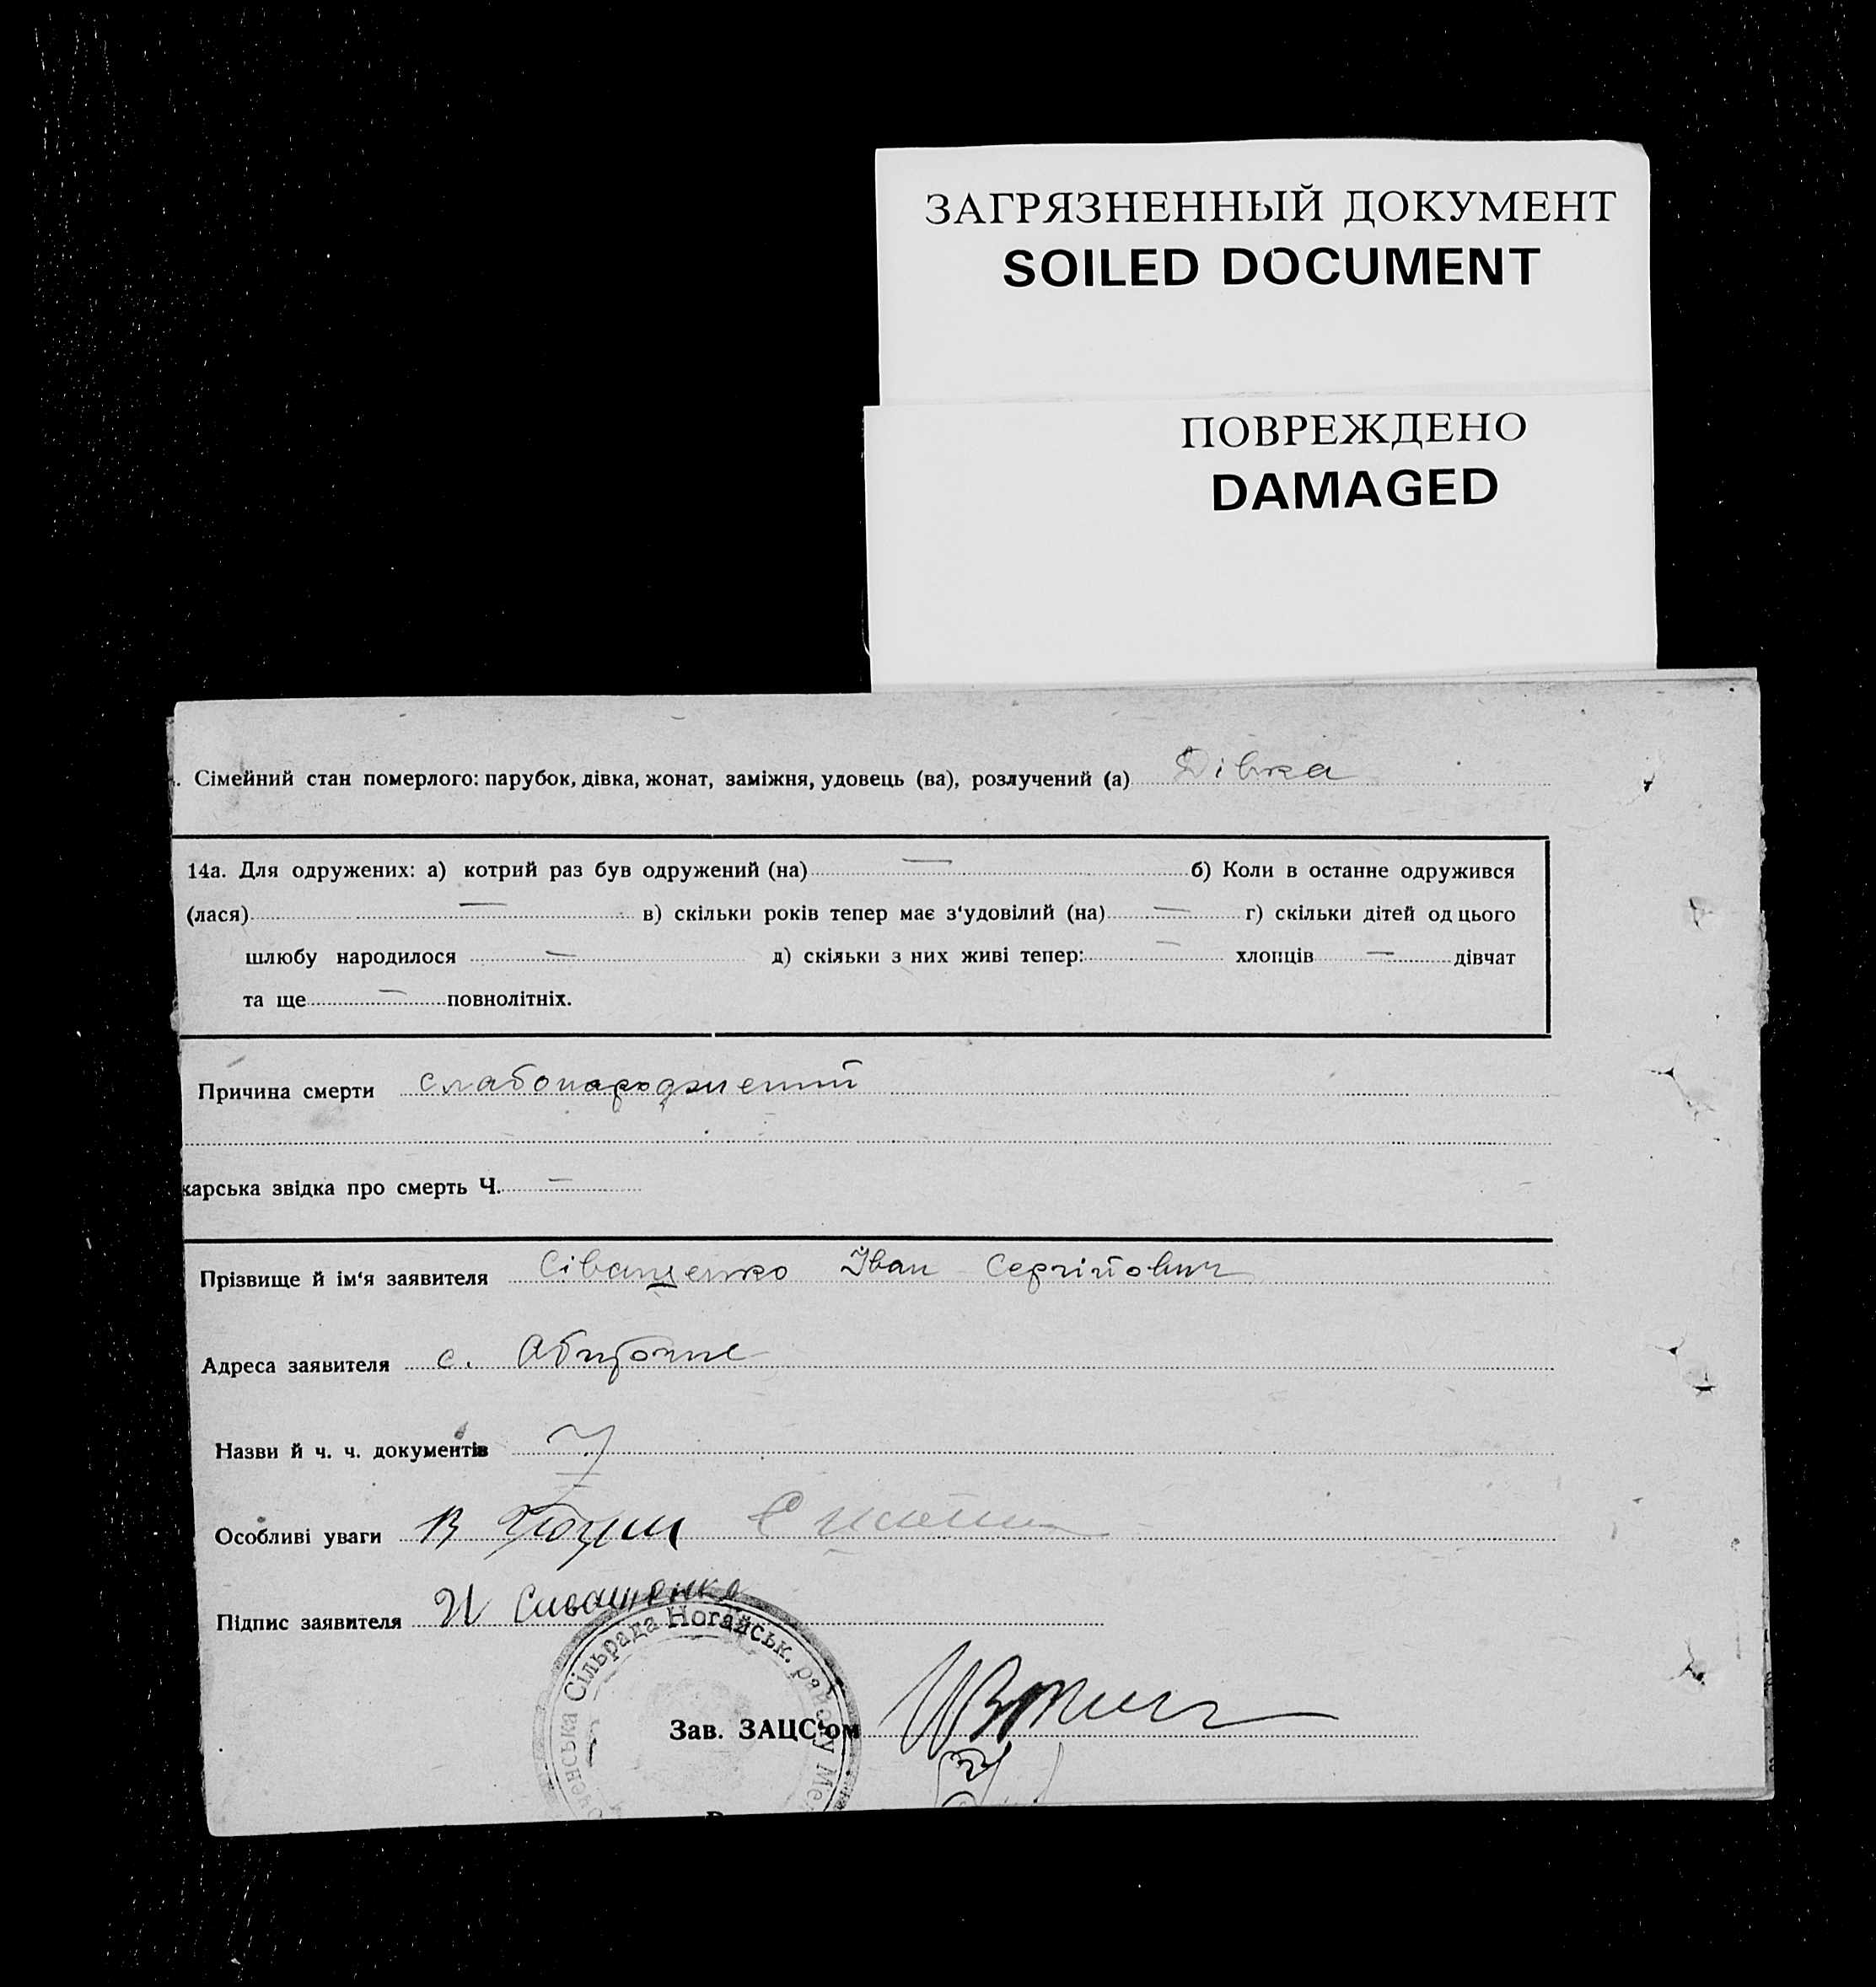 ЗАГРЯЗНЕННЫЙ ДОКУМЕНТ
SOILED DOCUMENT
ПОВРЕЖДЕНО
DAMAGED
. Сімейний стан померлого: парубок, дівка, жонат, заміжня, удовець (ва), розлучений (а) Дівка
14а. Для одружених: а) котрий раз був одружений (на) — б) Коли в останне одружився
(лася) — в) скільки років тепер має з'удовілий (на) — г) скільки дітей од цього
шлюбу народилося — д) скільки з них живі тепер: — хлопців — дівчат
та ще — повнолітніх.
Причина смерти слабонароджений
карська звідка про смерть Ч. —
Прізвище й ім'я заявителя Сіващенко Іван Сергійович
Адреса заявителя с. Обиточне
Назви й ч. ч. документів
Особливі уваги В
Підпис заявителя И Сиващенко
Сільрада Ногайськ. району Ме
Зав. ЗАЦС'ом